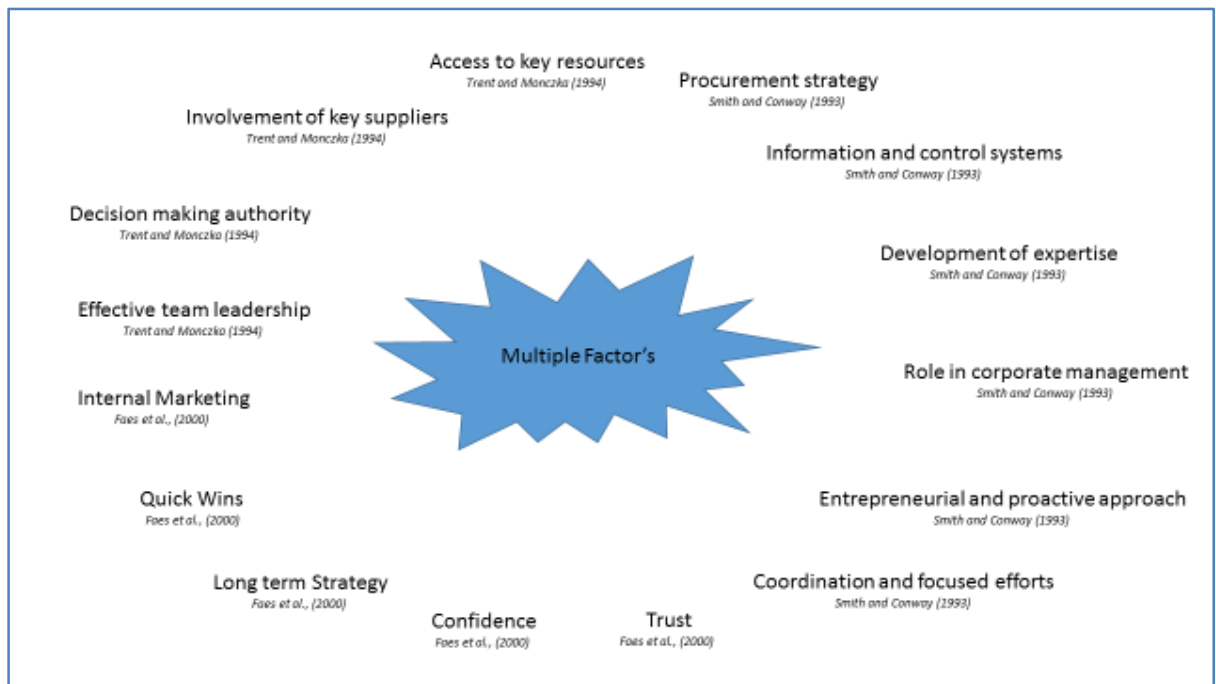 Access to key resources
Trent and Monczka (1994)
Procurement strategy
Smith and Conway (1993)
Involvement of key suppliers
Trent and Monczka (1994)
Information and control systems
Smith and Conway (1993)
Decision making authority
Trent and Monczka (1994)
Development of expertise
Smith and Conway (1993)
Effective team leadership
Trent and Monczka (1994)
Multiple Factor's
Role in corporate management
Smith and Conway (1993)
Internal Marketing
Faes et al., (2000)
Quick Wins
Faes et al., (2000)
Entrepreneurial and proactive approach
Smith and Conway (1993)
Long term Strategy
Faes et al., (2000)
Coordination and focused efforts
Smith and Conway (1993)
Confidence
Faes et al., (2000)
Trust
Faes et al., (2000)